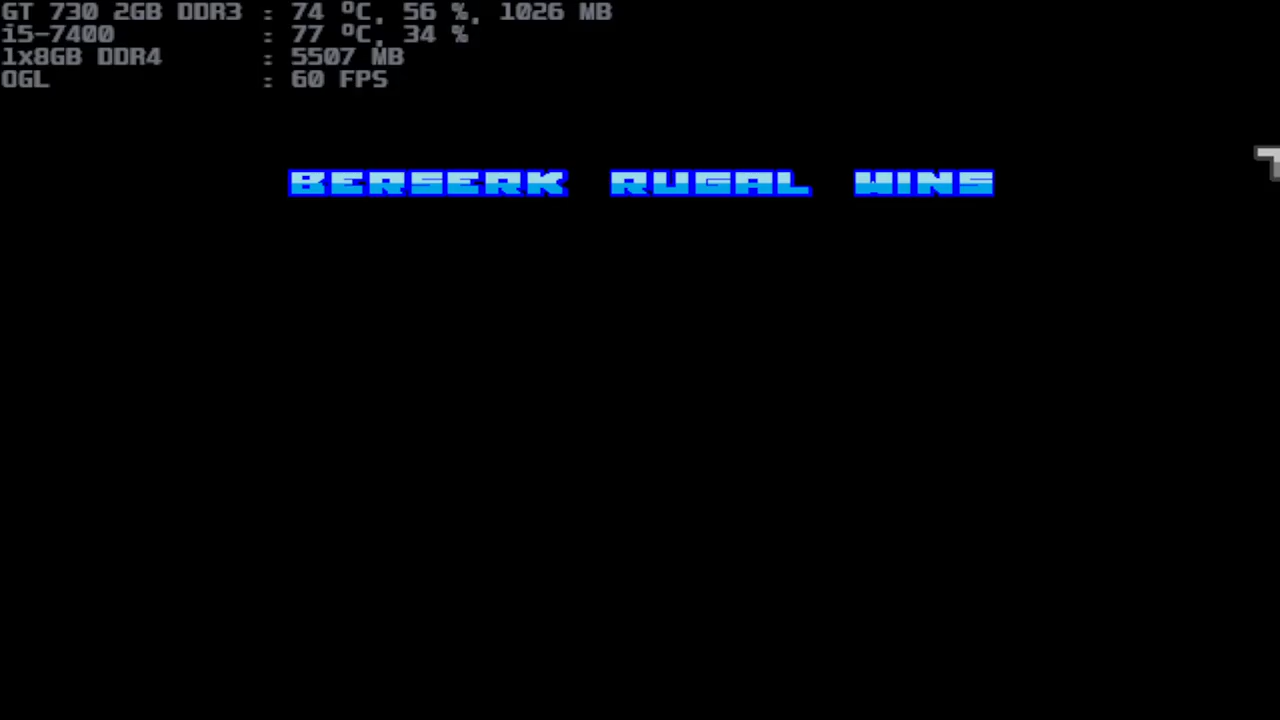 GT 730 2GB DDR3 : 74 ºC, 56 %, 1026 MB
i5-7400 : 77 ºC, 34 %
1x8GB DDR4 : 5507 MB
OGL : 60 FPS
BERSERK RUGAL WINS